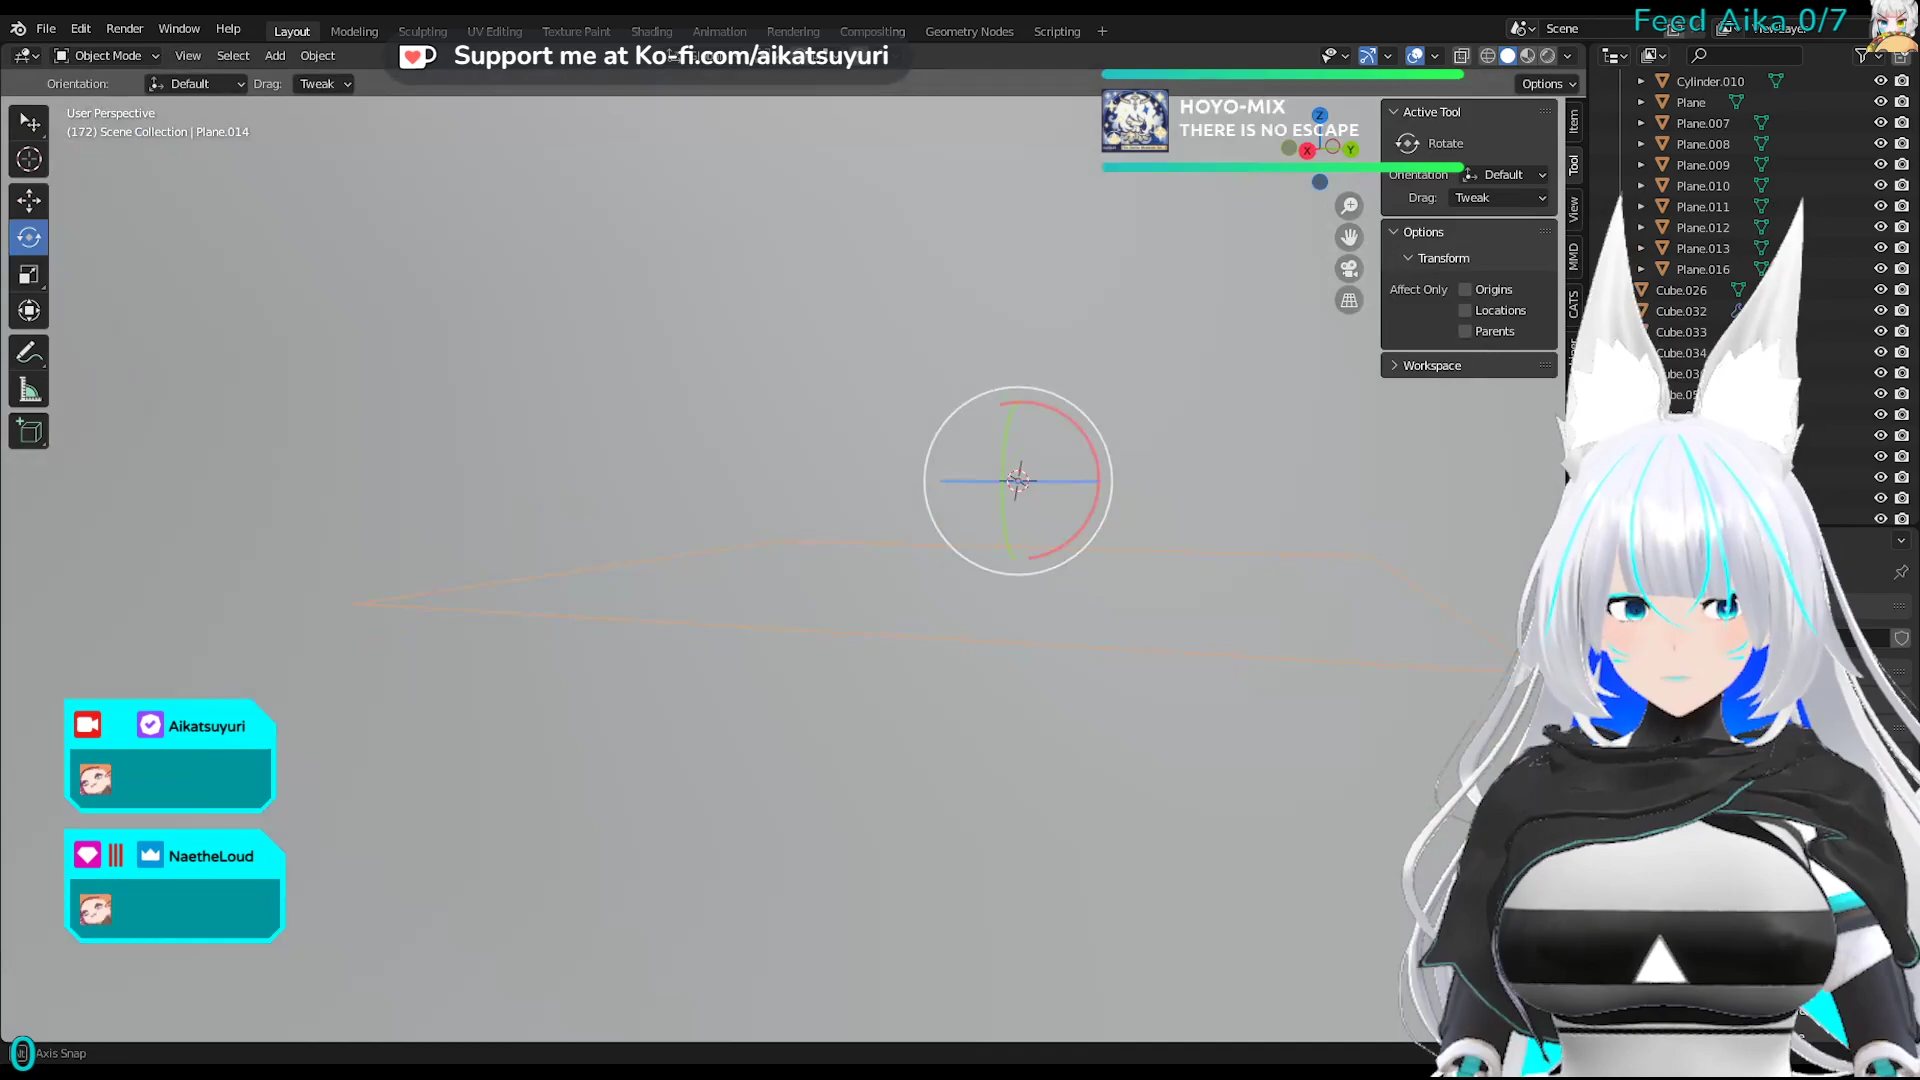 File Edit Render Window Help Layout Modeling Sculpting UV Editing Texture Paint Shading Animation Rendering Compositing Geometry Nodes Scripting + Scene
Feed Aika 0/7
Object Mode View Select Add Object
Support me at Ko-fi.com/aikatsuyuri
Orientation: Default Drag: Tweak
Options
User Perspective
(172) Scene Collection | Plane.014
HOYO-MIX
THERE IS NO ESCAPE
Z
X
Y
Active Tool
Rotate
Orientation Default
Drag: Tweak
Options
Transform
Affect Only Origins
Locations
Parents
Workspace
Item
Tool
View
MMD
CATS
Cylinder.010
Plane
Plane.007
Plane.008
Plane.009
Plane.010
Plane.011
Plane.012
Plane.013
Plane.016
Cube.026
Cube.032
Cube.033
Cube.034
Aikatsuyuri
NaetheLoud
0
Axis Snap